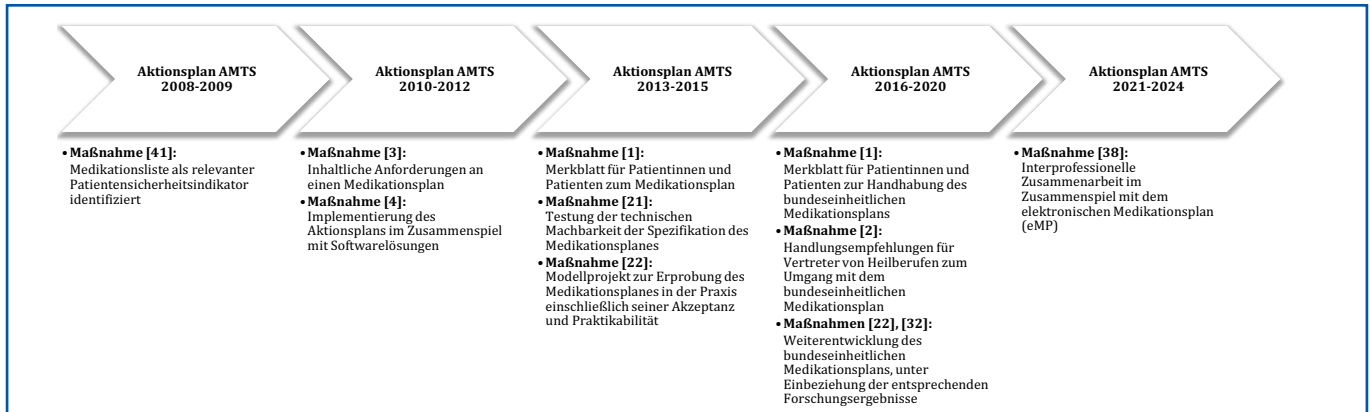 Aktionsplan AMTS
2008-2009
Aktionsplan AMTS
2010-2012
Aktionsplan AMTS
2013-2015
Aktionsplan AMTS
2016-2020
Aktionsplan AMTS
2021-2024
• Maßnahme [41]:
Medikationsliste als relevanter
Patientensicherheitsindikator
identifiziert
• Maßnahme [3]:
Inhaltliche Anforderungen an
einen Medikationsplan
• Maßnahme [4]:
Implementierung des
Aktionsplans im Zusammenspiel
mit Softwarelösungen
• Maßnahme [1]:
Merkblatt für Patientinnen und
Patienten zum Medikationsplan
• Maßnahme [21]:
Testung der technischen
Machbarkeit der Spezifikation des
Medikationsplanes
• Maßnahme [22]:
Modellprojekt zur Erprobung des
Medikationsplanes in der Praxis
einschließlich seiner Akzeptanz
und Praktikabilität
• Maßnahme [1]:
Merkblatt für Patientinnen und
Patienten zur Handhabung des
bundeseinheitlichen
Medikationsplans
• Maßnahme [2]:
Handlungsempfehlungen für
Vertreter von Heilberufen zum
Umgang mit dem
bundeseinheitlichen
Medikationsplan
• Maßnahmen [22], [32]:
Weiterentwicklung des
bundeseinheitlichen
Medikationsplans, unter
Einbeziehung der entsprechenden
Forschungsergebnisse
• Maßnahme [38]:
Interprofessionelle
Zusammenarbeit im
Zusammenspiel mit dem
elektronischen Medikationsplan
(eMP)